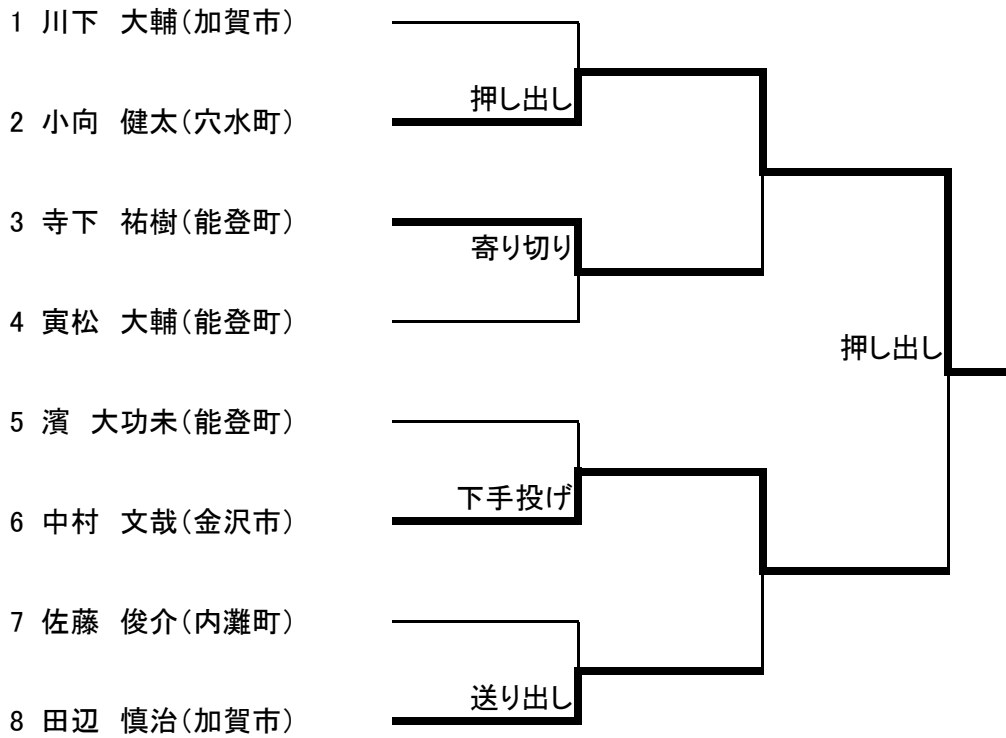 1 川下　大輔（加賀市）
押し出し
2 小向　健太（穴水町）
3 寺下　祐樹（能登町）
寄り切り
4 寅松　大輔（能登町）
押し出し
5 濱　大功未（能登町）
下手投げ
6 中村　文哉（金沢市）
7 佐藤　俊介（内灘町）
送り出し
8 田辺　慎治（加賀市）